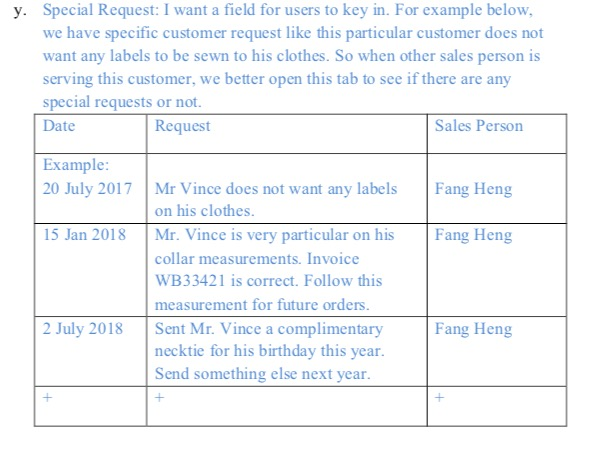 y. Special Request: I want a field for users to key in. For example below,
we have specific customer request like this particular customer does not
want any labels to be sewn to his clothes. So when other sales person is
serving this customer, we better open this tab to see if there are any
special requests or not.
Date Request Sales Person
Example:
20 July 2017 Mr Vince does not want any labels Fang Heng
on his clothes.
15 Jan 2018 Mr. Vince is very particular on his Fang Heng
collar measurements. Invoice
WB33421 is correct. Follow this
measurement for future orders.
2 July 2018 Sent Mr. Vince a complimentary Fang Heng
necktie for his birthday this year.
Send something else next year.
+ + +